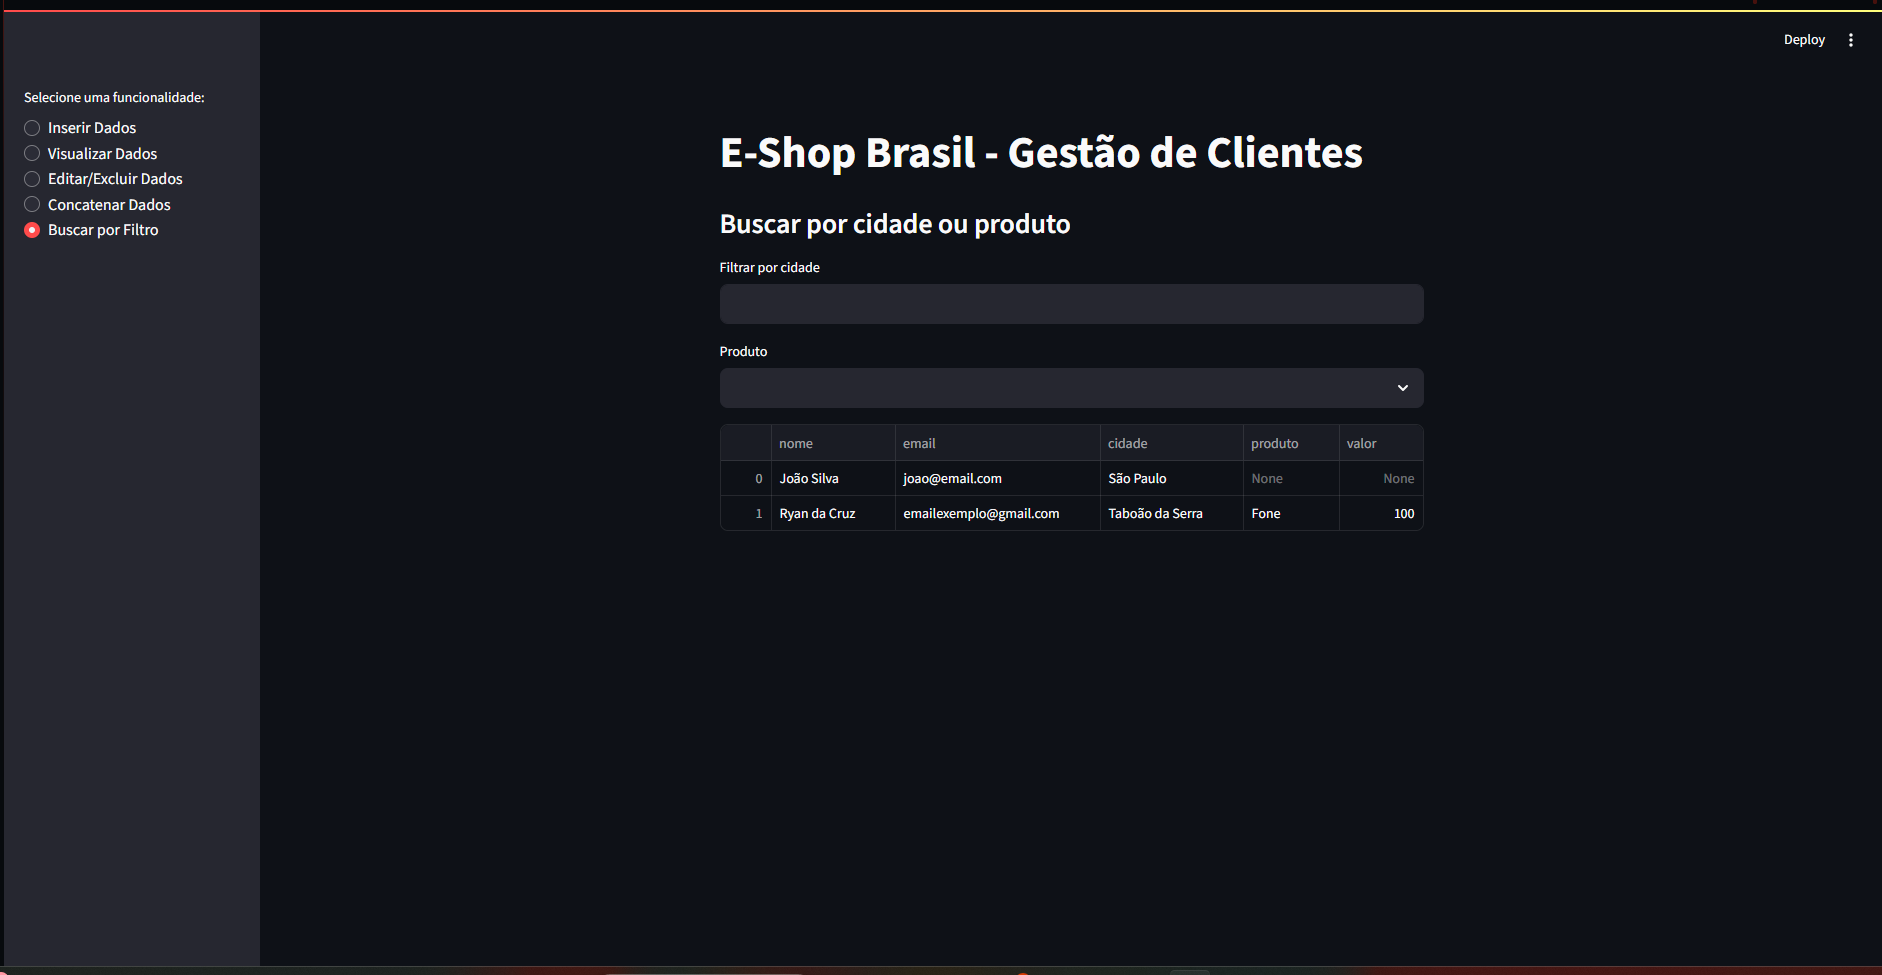 Deploy
Selecione uma funcionalidade:
Inserir Dados
Visualizar Dados
Editar/Excluir Dados
Concatenar Dados
Buscar por Filtro
E-Shop Brasil - Gestão de Clientes
Buscar por cidade ou produto
Filtrar por cidade
Produto
nome email cidade produto valor
0 João Silva joao@email.com São Paulo None None
1 Ryan da Cruz emailexemplo@gmail.com Taboão da Serra Fone 100